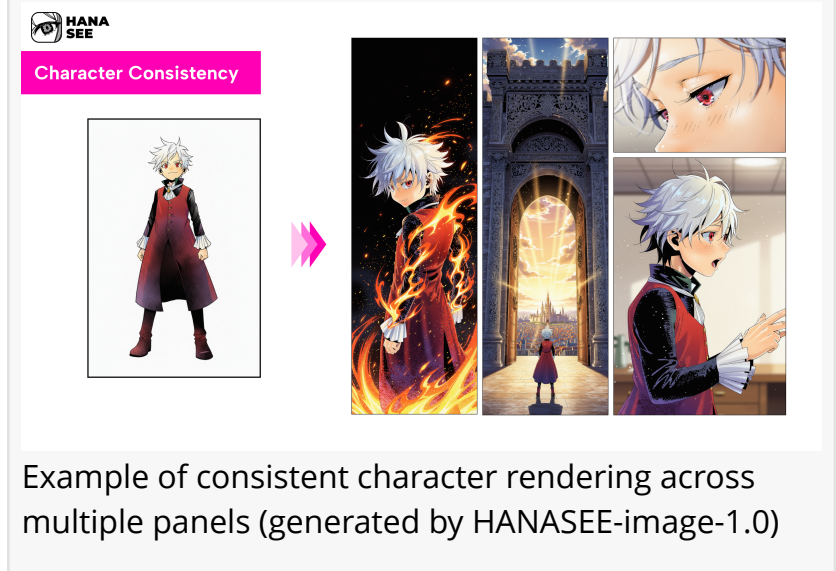 HANA
SEE
Character Consistency
Example of consistent character rendering across
multiple panels (generated by HANASEE-image-1.0)